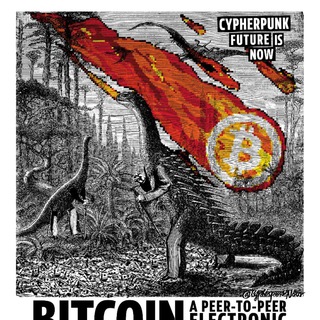 CYPHERPUNK
FUTURE IS
NOW
₿
BITCOIN
A PEER-TO-PEER
ELECTRONIC